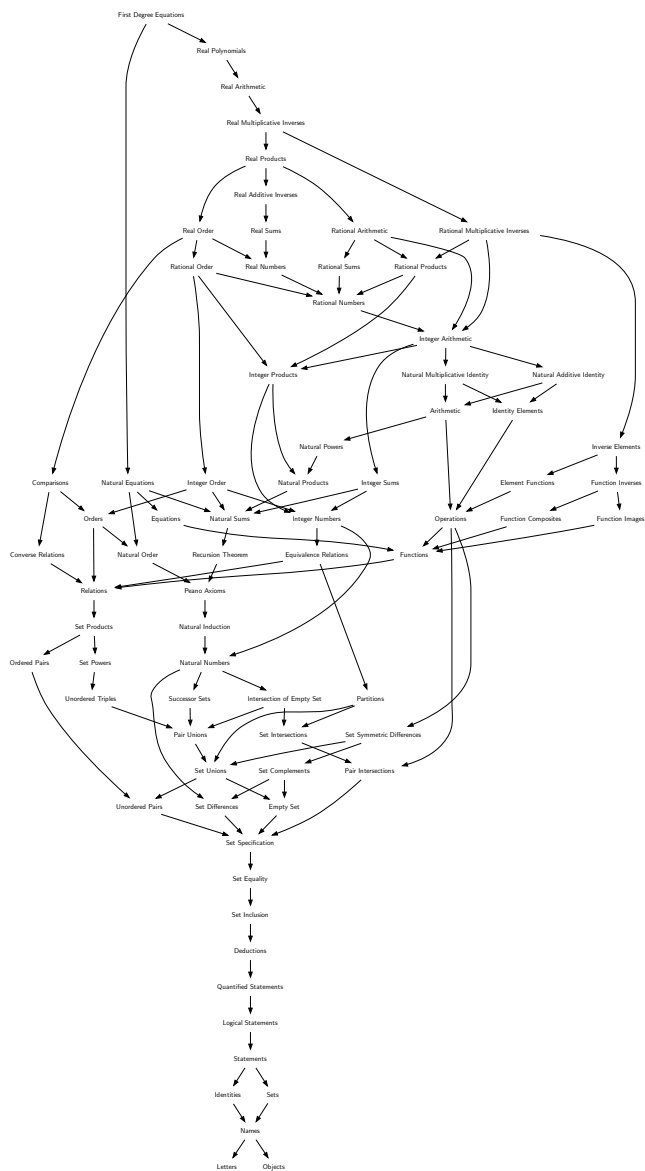 First Degree Equations
Real Polynomials
Real Arithmetic
Real Multiplicative Inverses
Real Products
Real Additive Inverses
Real Order Real Sums Rational Arithmetic Rational Multiplicative Inverses
Rational Order Real Numbers Rational Sums Rational Products
Rational Numbers
Integer Arithmetic
Integer Products Natural Multiplicative Identity Natural Additive Identity
Arithmetic Identity Elements
Natural Powers Inverse Elements
Comparisons Natural Equations Integer Order Natural Products Integer Sums Element Functions Function Inverses
Orders Equations Natural Sums Integer Numbers Operations Function Composites Function Images
Converse Relations Natural Order Recursion Theorem Equivalence Relations Functions
Relations Peano Axioms
Set Products Natural Induction
Ordered Pairs Set Powers Natural Numbers
Unordered Triples Successor Sets Intersection of Empty Set Partitions
Pair Unions Set Intersections Set Symmetric Differences
Set Unions Set Complements Pair Intersections
Unordered Pairs Set Differences Empty Set
Set Specification
Set Equality
Set Inclusion
Deductions
Quantified Statements
Logical Statements
Statements
Identities Sets
Names
Letters Objects